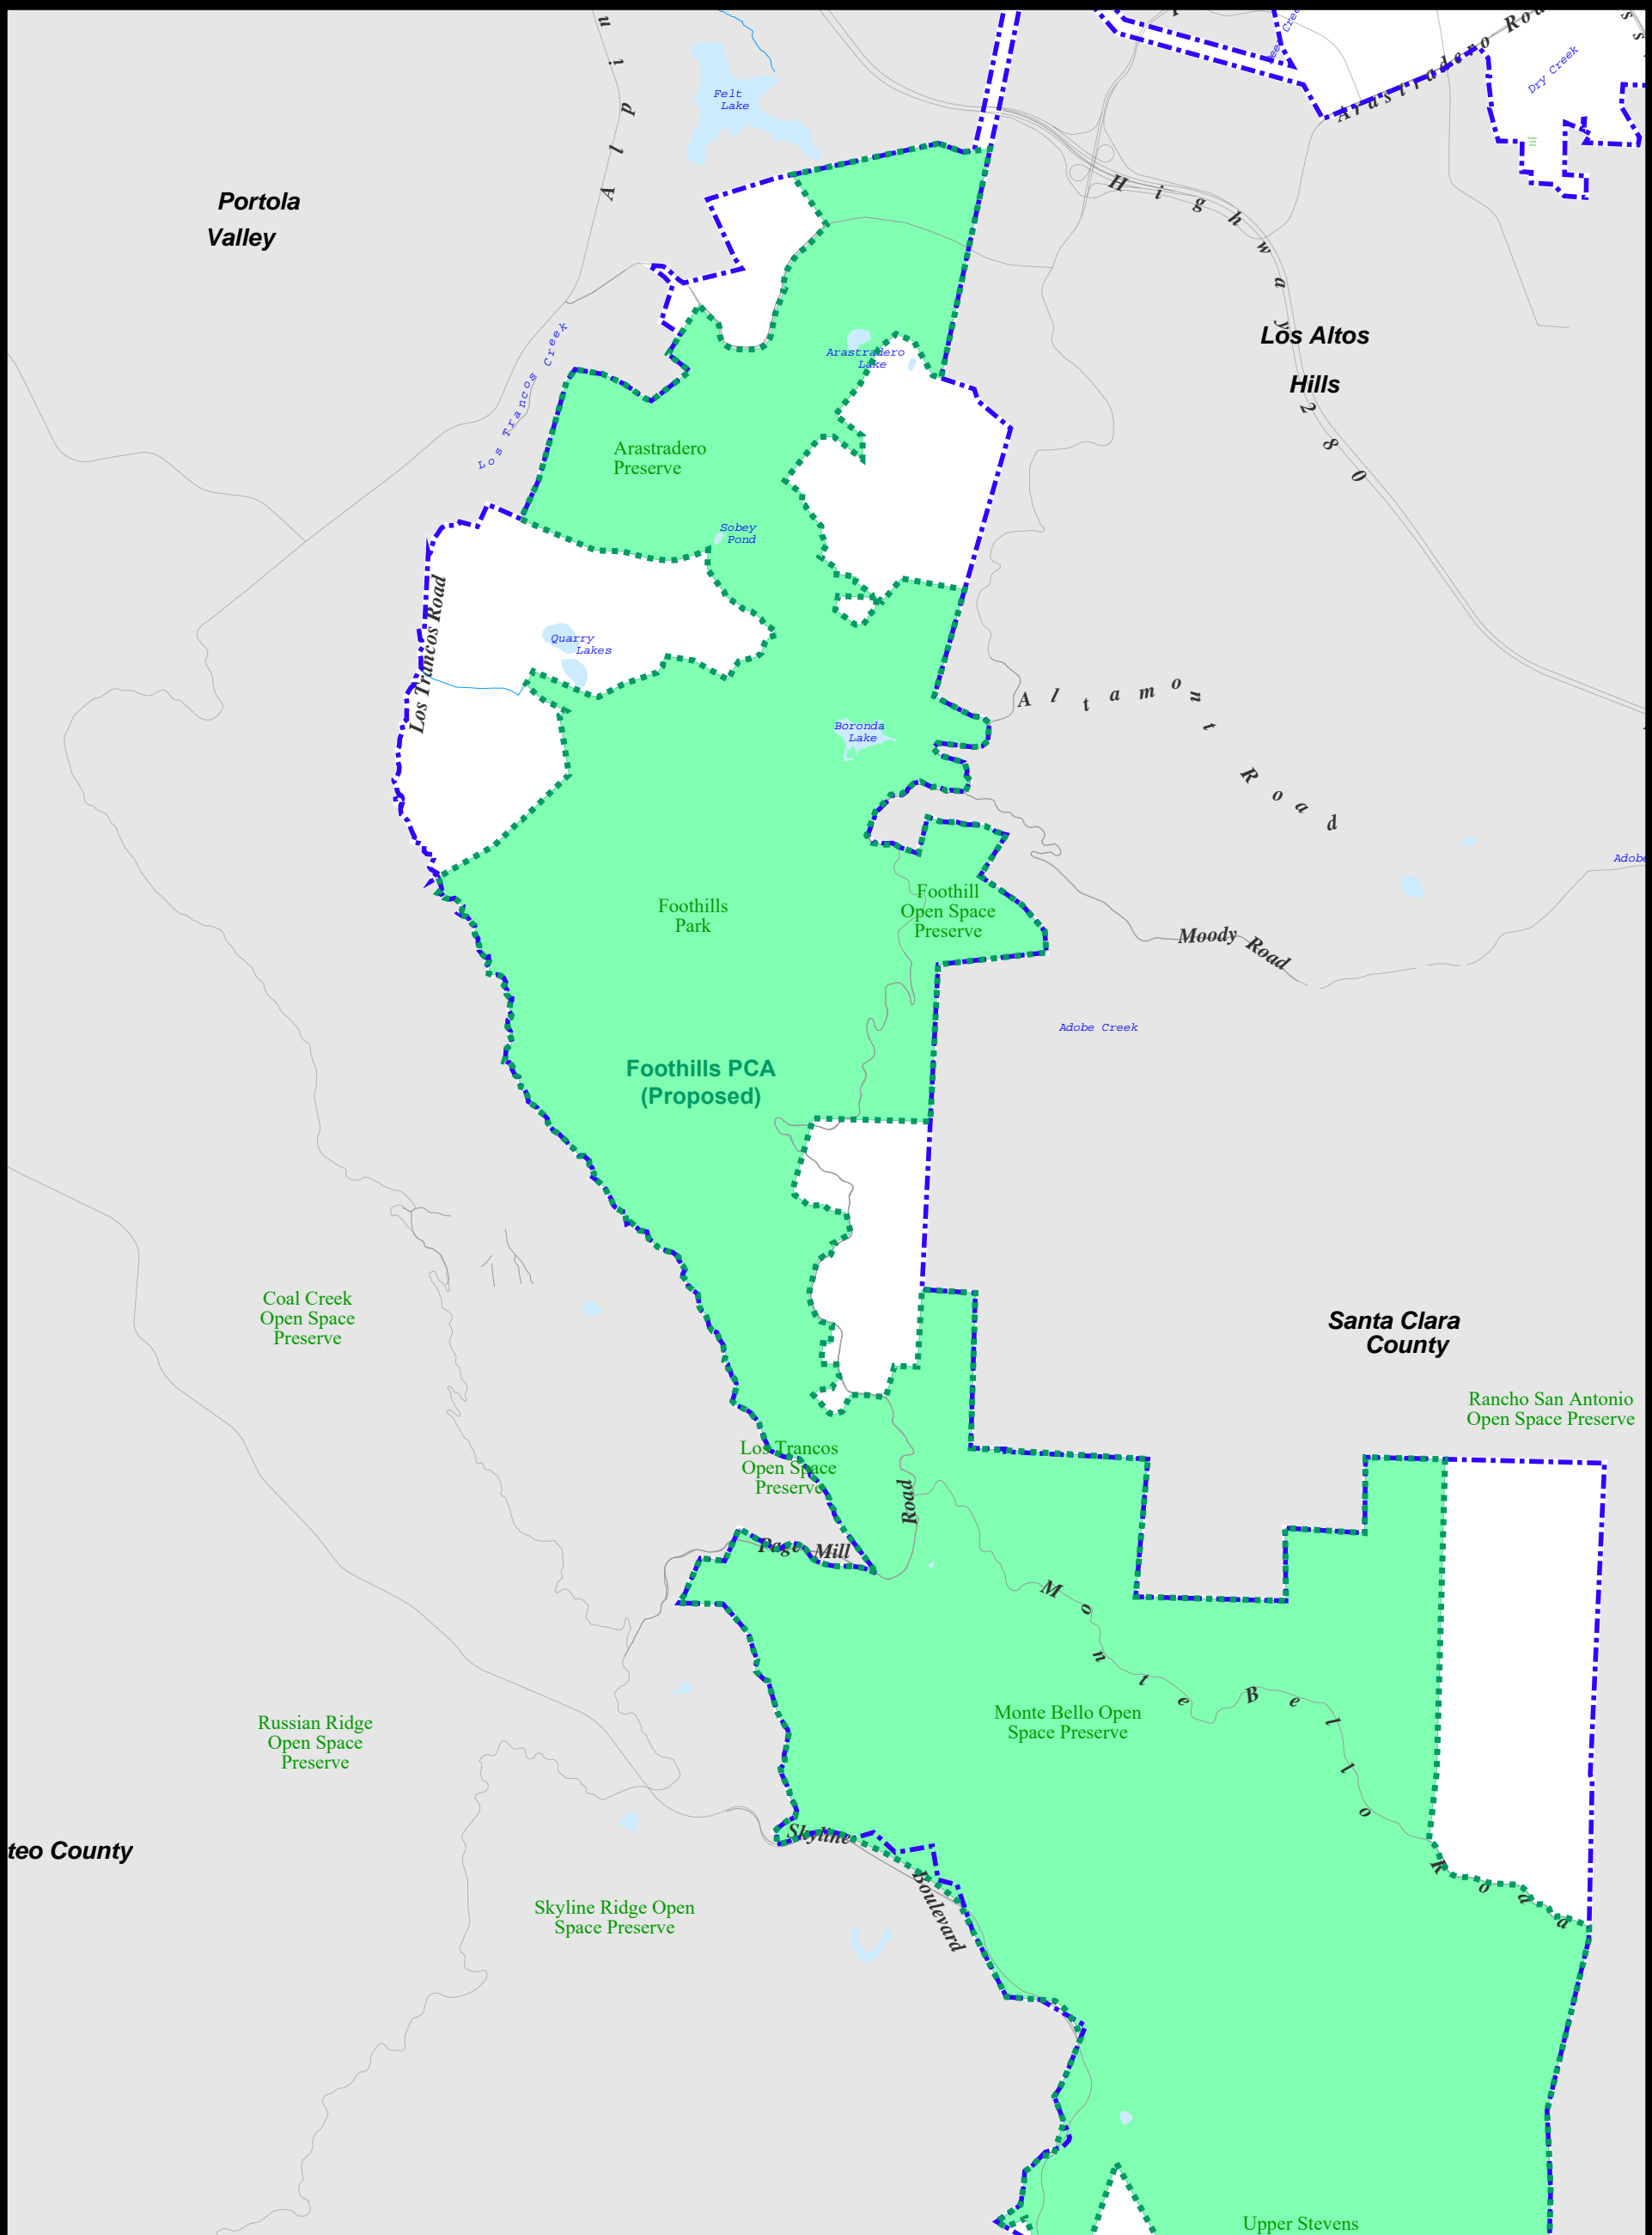 Arastradero Road
Deer Creek
Dry Creek
Felt
Lake
Alpi
Portola
Valley
Highway 280
Los Altos
Hills
Los Trancos Creek
Arastradero
Lake
Arastradero
Preserve
Sobey
Pond
Los Trancos Road
Quarry
Lakes
Altamont Road
Boronda
Lake
Adobe
Foothills
Park
Foothill
Open Space
Preserve
Moody Road
Adobe Creek
Foothills PCA
(Proposed)
Coal Creek
Open Space
Preserve
Santa Clara
County
Rancho San Antonio
Open Space Preserve
Los Trancos
Open Space
Preserve
Page Mill Road
Monte Bello Road
Monte Bello Open
Space Preserve
Russian Ridge
Open Space
Preserve
teo County
Skyline Boulevard
Skyline Ridge Open
Space Preserve
Upper Stevens